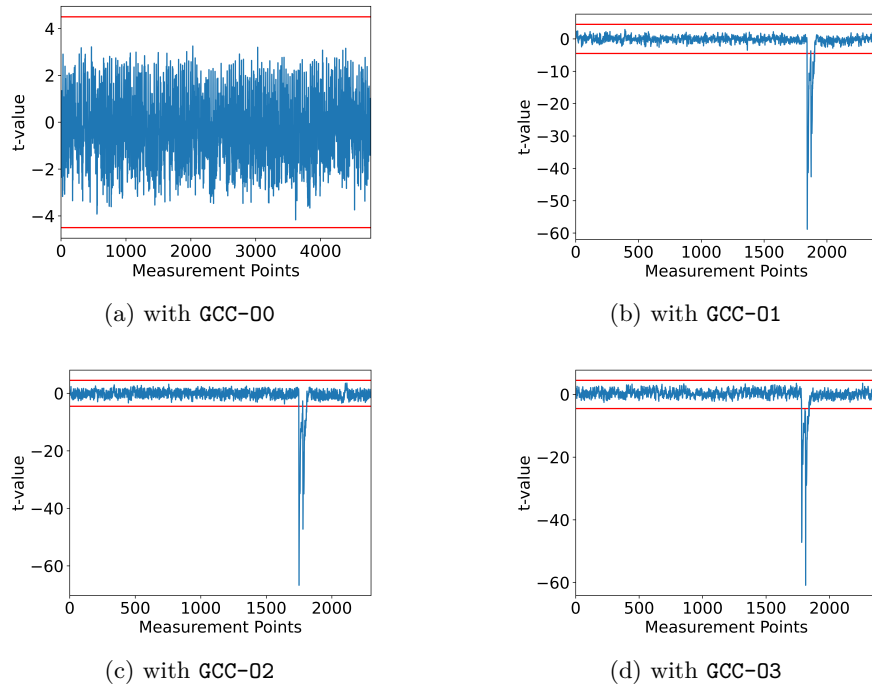 4
2
0
−2
−4
t-value
0 1000 2000 3000 4000
Measurement Points
(a) with GCC-O0
0
−10
−20
−30
−40
−50
−60
t-value
0 500 1000 1500 2000
Measurement Points
(b) with GCC-O1
0
−20
−40
−60
t-value
0 500 1000 1500 2000
Measurement Points
(c) with GCC-O2
0
−20
−40
−60
t-value
0 500 1000 1500 2000
Measurement Points
(d) with GCC-O3